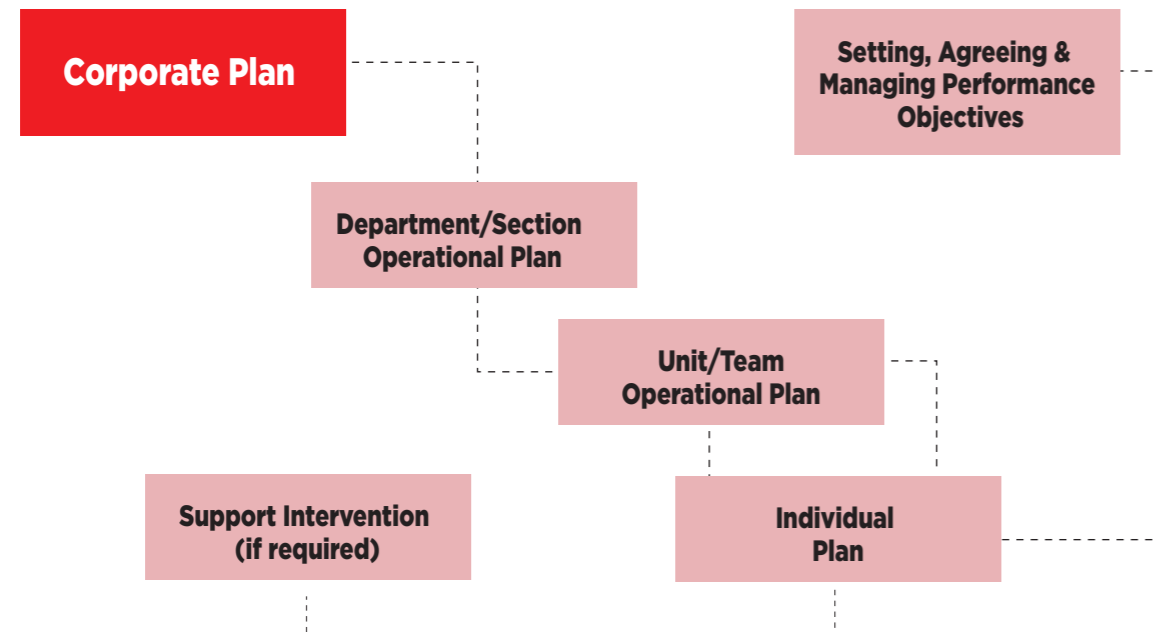 Corporate Plan
Setting, Agreeing &
Managing Performance
Objectives
Department/Section
Operational Plan
Unit/Team
Operational Plan
Support Intervention
(if required)
Individual
Plan